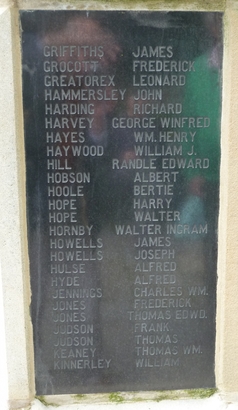 GRIFFITHS JAMES
GROCOTT FREDERICK
GREATOREX LEONARD
HAMMERSLEY JOHN
HARDING RICHARD
HARVEY GEORGE WINFRED
HAYES WM. HENRY
HAYWOOD WILLIAM J.
HILL RANDLE EDWARD
HOBSON ALBERT
HOOLE BERTIE
HOPE HARRY
HOPE WALTER
HORNBY WALTER INGRAM
HOWELLS JAMES
HOWELLS JOSEPH
HULSE ALFRED
HYDE ALFRED
JENNINGS CHARLES WM.
JONES FREDERICK
JONES THOMAS EDWD.
JUDSON FRANK
JUDSON THOMAS
KEANEY THOMAS WM.
KINNERLEY WILLIAM